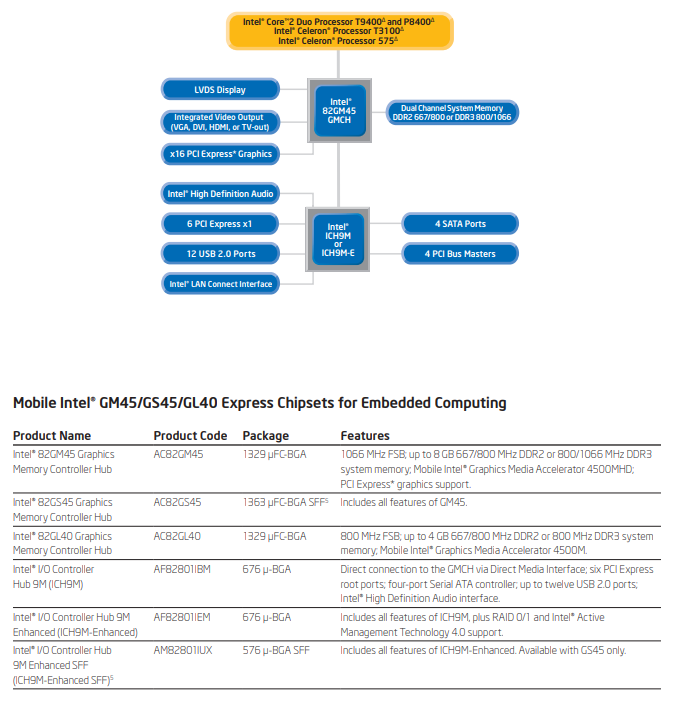 Intel® Core™2 Duo Processor T9400Δ and P8400Δ
Intel® Celeron® Processor T3100Δ
Intel® Celeron® Processor 575Δ
LVDS Display
Integrated Video Output
(VGA, DVI, HDMI, or TV-out)
x16 PCI Express* Graphics
Intel®
82GM45
GMCH
Dual Channel System Memory
DDR2 667/800 or DDR3 800/1066
Intel® High Definition Audio
6 PCI Express x1
12 USB 2.0 Ports
Intel® LAN Connect Interface
Intel®
ICH9M
or
ICH9M-E
4 SATA Ports
4 PCI Bus Masters
Mobile Intel® GM45/GS45/GL40 Express Chipsets for Embedded Computing
Product Name Product Code Package Features
Intel® 82GM45 Graphics AC82GM45 1329 µFC-BGA 1066 MHz FSB; up to 8 GB 667/800 MHz DDR2 or 800/1066 MHz DDR3
Memory Controller Hub system memory; Mobile Intel® Graphics Media Accelerator 4500MHD;
PCI Express* graphics support.
Intel® 82GS45 Graphics AC82GS45 1363 µFC-BGA SFF§ Includes all features of GM45.
Memory Controller Hub
Intel® 82GL40 Graphics AC82GL40 1329 µFC-BGA 800 MHz FSB; up to 4 GB 667/800 MHz DDR2 or 800 MHz DDR3 system
Memory Controller Hub memory; Mobile Intel® Graphics Media Accelerator 4500M.
Intel® I/O Controller AF82801IBM 676 µ-BGA Direct connection to the GMCH via Direct Media Interface; six PCI Express
Hub 9M (ICH9M) root ports; four-port Serial ATA controller, up to twelve USB 2.0 ports;
Intel® High Definition Audio interface.
Intel® I/O Controller Hub 9M AF82801IEM 676 µ-BGA Includes all features of ICH9M, plus RAID 0/1 and Intel® Active
Enhanced (ICH9M-Enhanced) Management Technology 4.0 support.
Intel® I/O Controller Hub AM82801IUX 576 µ-BGA SFF Includes all features of ICH9M-Enhanced. Available with GS45 only.
9M Enhanced SFF
(ICH9M-Enhanced SFF)§